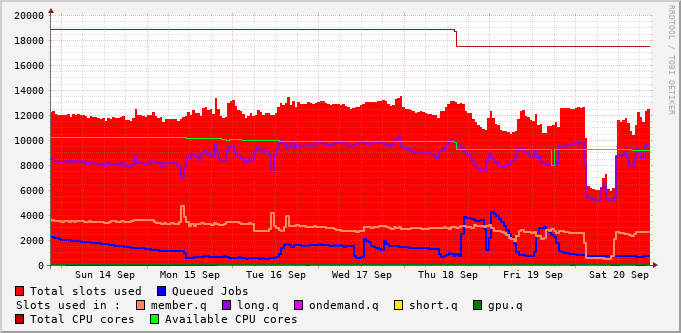 20000
18000
16000
14000
12000
10000
8000
6000
4000
2000
0
Sun 14 Sep Mon 15 Sep Tue 16 Sep Wed 17 Sep Thu 18 Sep Fri 19 Sep Sat 20 Sep
RRDTOOL / TOBI OETIKER
Total slots used Queued Jobs
Slots used in : member.q long.q ondemand.q short.q gpu.q
Total CPU cores Available CPU cores